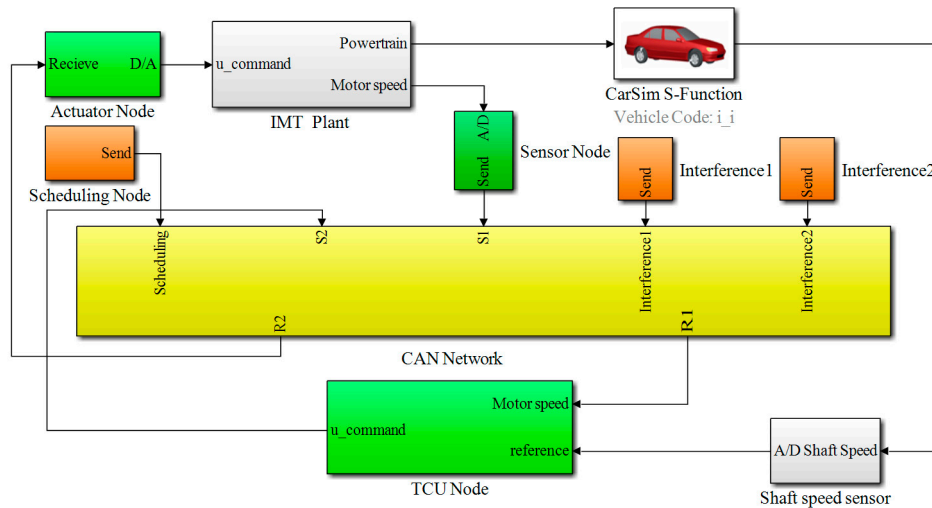 Recieve
D/A
Actuator Node
u_command
Powertrain
Motor speed
IMT Plant
CarSim S-Function
Vehicle Code: i_i
Send
Scheduling Node
A/D
Send
Sensor Node
Send
Interference1
Send
Interference2
Scheduling
S2
S1
Interference1
Interference2
R2
R1
CAN Network
Motor speed
u_command
reference
TCU Node
A/D Shaft Speed
Shaft speed sensor